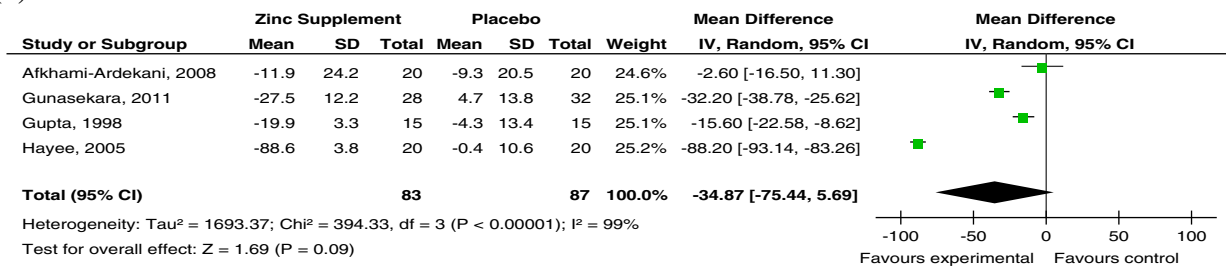 Zinc Supplement Placebo Mean Difference Mean Difference
Study or Subgroup Mean SD Total Mean SD Total Weight IV, Random, 95% CI IV, Random, 95% CI
Afkhami-Ardekani, 2008 -11.9 24.2 20 -9.3 20.5 20 24.6% -2.60 [-16.50, 11.30]
Gunasekara, 2011 -27.5 12.2 28 4.7 13.8 32 25.1% -32.20 [-38.78, -25.62]
Gupta, 1998 -19.9 3.3 15 -4.3 13.4 15 25.1% -15.60 [-22.58, -8.62]
Hayee, 2005 -88.6 3.8 20 -0.4 10.6 20 25.2% -88.20 [-93.14, -83.26]
Total (95% CI) 83 87 100.0% -34.87 [-75.44, 5.69]
Heterogeneity: Tau² = 1693.37; Chi² = 394.33, df = 3 (P < 0.00001); I² = 99%
Test for overall effect: Z = 1.69 (P = 0.09)
-100 -50 0 50 100
Favours experimental Favours control